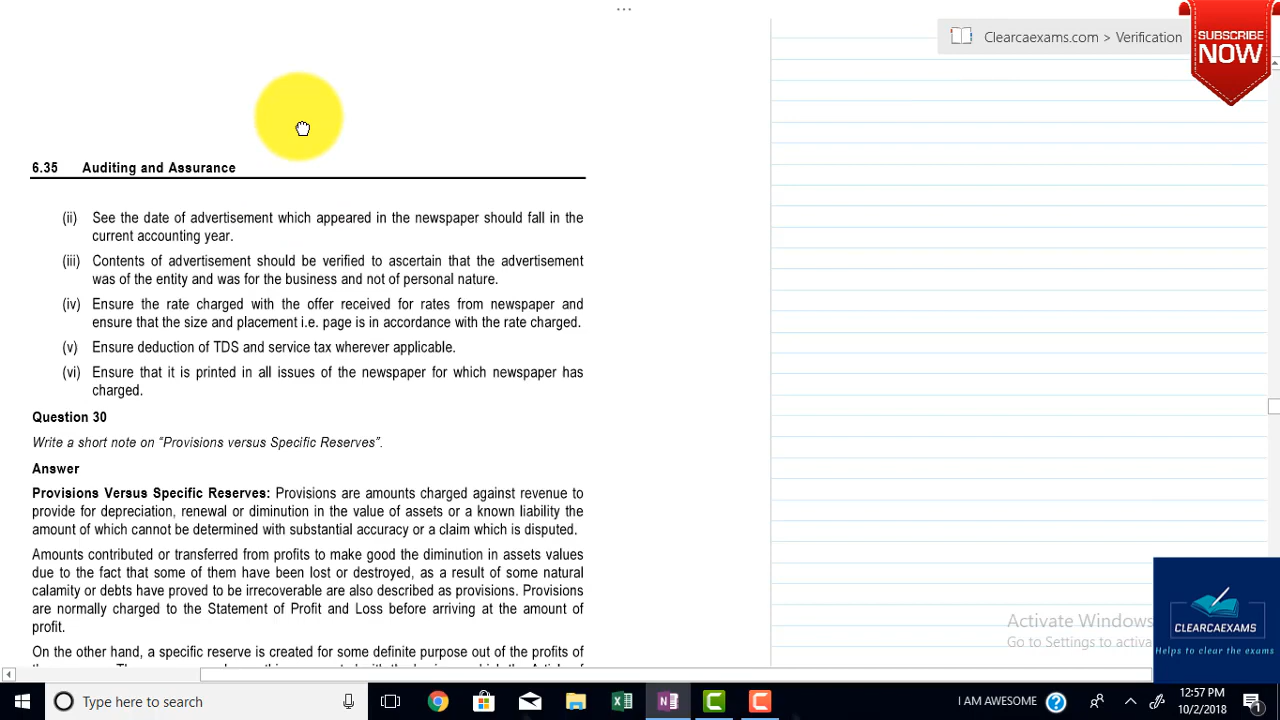 ...
Clearcaexams.com > Verification
SUBSCRIBE
NOW
6.35 Auditing and Assurance
(ii) See the date of advertisement which appeared in the newspaper should fall in the
current accounting year.
(iii) Contents of advertisement should be verified to ascertain that the advertisement
was of the entity and was for the business and not of personal nature.
(iv) Ensure the rate charged with the offer received for rates from newspaper and
ensure that the size and placement i.e. page is in accordance with the rate charged.
(v) Ensure deduction of TDS and service tax wherever applicable.
(vi) Ensure that it is printed in all issues of the newspaper for which newspaper has
charged.
Question 30
Write a short note on “Provisions versus Specific Reserves”.
Answer
Provisions Versus Specific Reserves: Provisions are amounts charged against revenue to
provide for depreciation, renewal or diminution in the value of assets or a known liability the
amount of which cannot be determined with substantial accuracy or a claim which is disputed.
Amounts contributed or transferred from profits to make good the diminution in assets values
due to the fact that some of them have been lost or destroyed, as a result of some natural
calamity or debts have proved to be irrecoverable are also described as provisions. Provisions
are normally charged to the Statement of Profit and Loss before arriving at the amount of
profit.
On the other hand, a specific reserve is created for some definite purpose out of the profits of
Activate Windows
Go to Settings to activa
CLEARCAEXAMS
Helps to clear the exams
Type here to search
I AM AWESOME
12:57 PM
10/2/2018
1